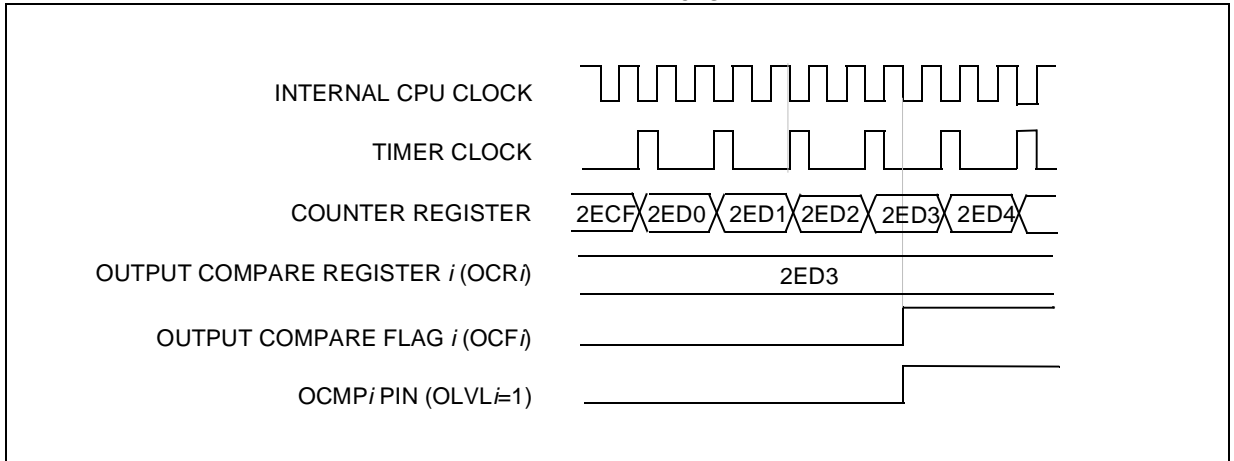 INTERNAL CPU CLOCK
TIMER CLOCK
COUNTER REGISTER 2ECF 2ED0 2ED1 2ED2 2ED3 2ED4
OUTPUT COMPARE REGISTER i (OCRi) 2ED3
OUTPUT COMPARE FLAG i (OCFi)
OCMPi PIN (OLVLi=1)